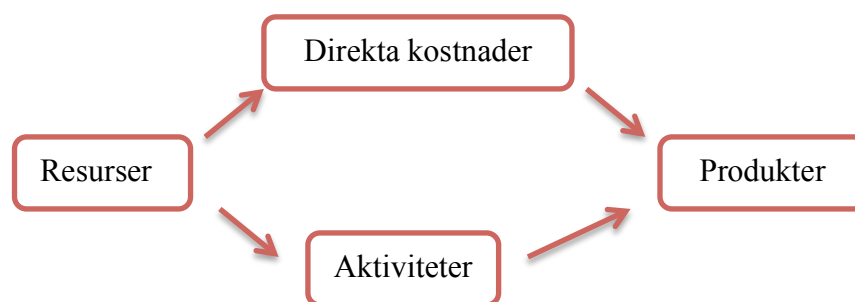 Direkta kostnader
Resurser
Produkter
Aktiviteter